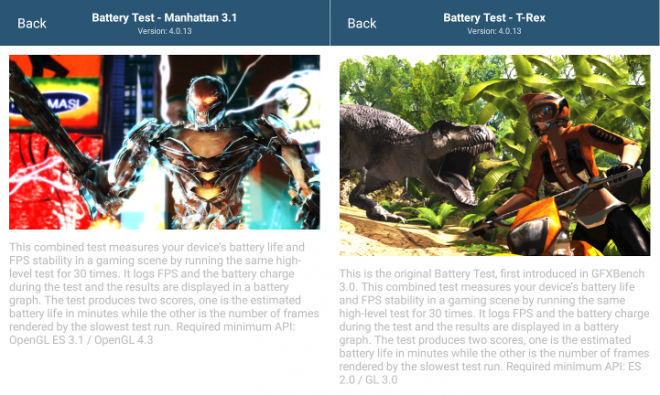 Back
Battery Test - Manhattan 3.1
Version: 4.0.13
MASI
This combined test measures your device's battery life and
FPS stability in a gaming scene by running the same high-
level test for 30 times. It logs FPS and the battery charge
during the test and the results are displayed in a battery
graph. The test produces two scores, one is the estimated
battery life in minutes while the other is the number of frames
rendered by the slowest test run. Required minimum API:
OpenGL ES 3.1 / OpenGL 4.3
Back
Battery Test - T-Rex
Version: 4.0.13
This is the original Battery Test, first introduced in GFXBench
3.0. This combined test measures your device's battery life
and FPS stability in a gaming scene by running the same
high-level test for 30 times. It logs FPS and the battery charge
during the test and the results are displayed in a battery
graph. The test produces two scores, one is the estimated
battery life in minutes while the other is the number of frames
rendered by the slowest test run. Required minimum API: ES
2.0 / GL 3.0